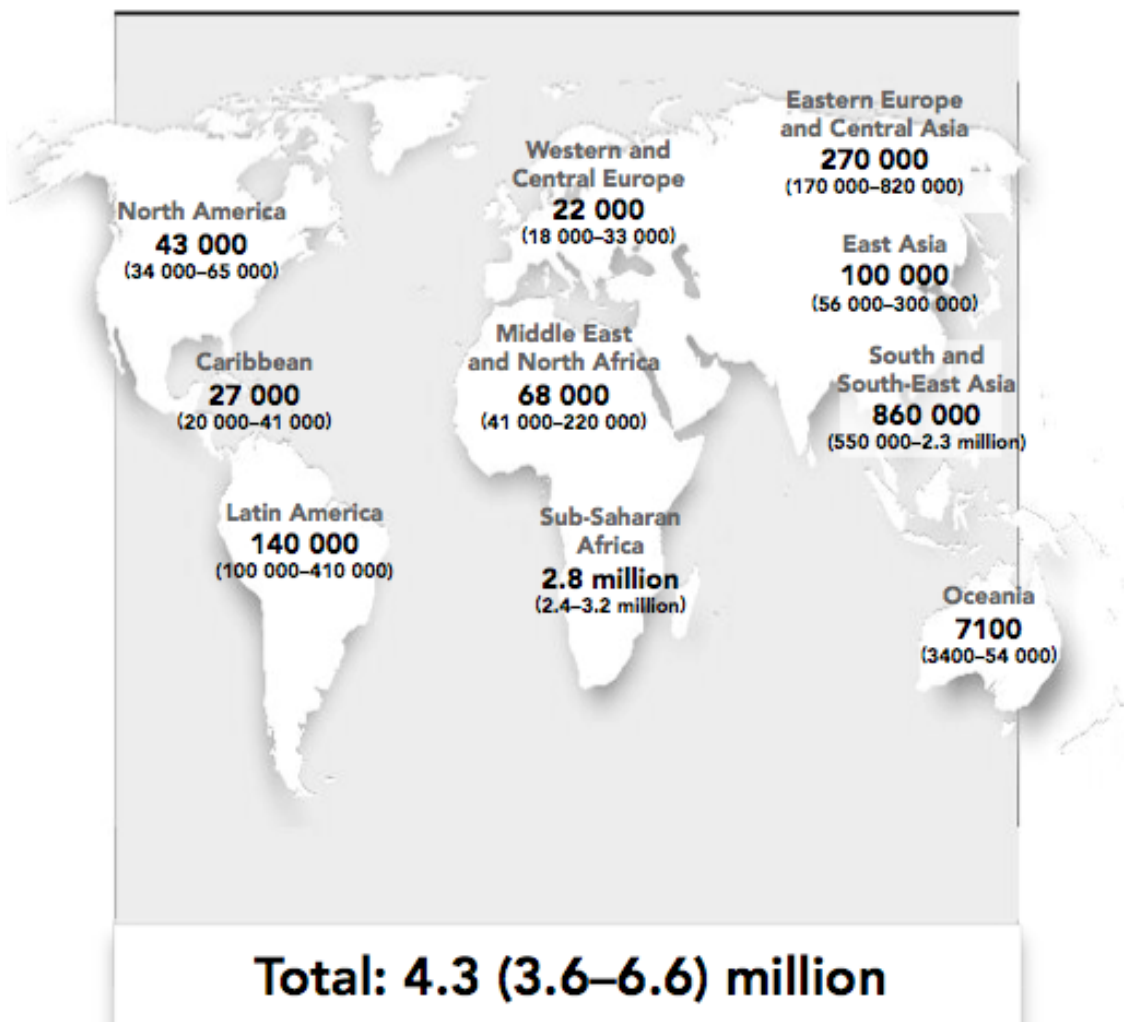 Eastern Europe
and Central Asia
270 000
(170 000–820 000)
Western and
Central Europe
22 000
(18 000–33 000)
North America
43 000
(34 000–65 000)
East Asia
100 000
(56 000–300 000)
Middle East
and North Africa
68 000
(41 000–220 000)
Caribbean
27 000
(20 000–41 000)
South and
South-East Asia
860 000
(550 000–2.3 million)
Latin America
140 000
(100 000–410 000)
Sub-Saharan
Africa
2.8 million
(2.4–3.2 million)
Oceania
7100
(3400–54 000)
Total: 4.3 (3.6–6.6) million